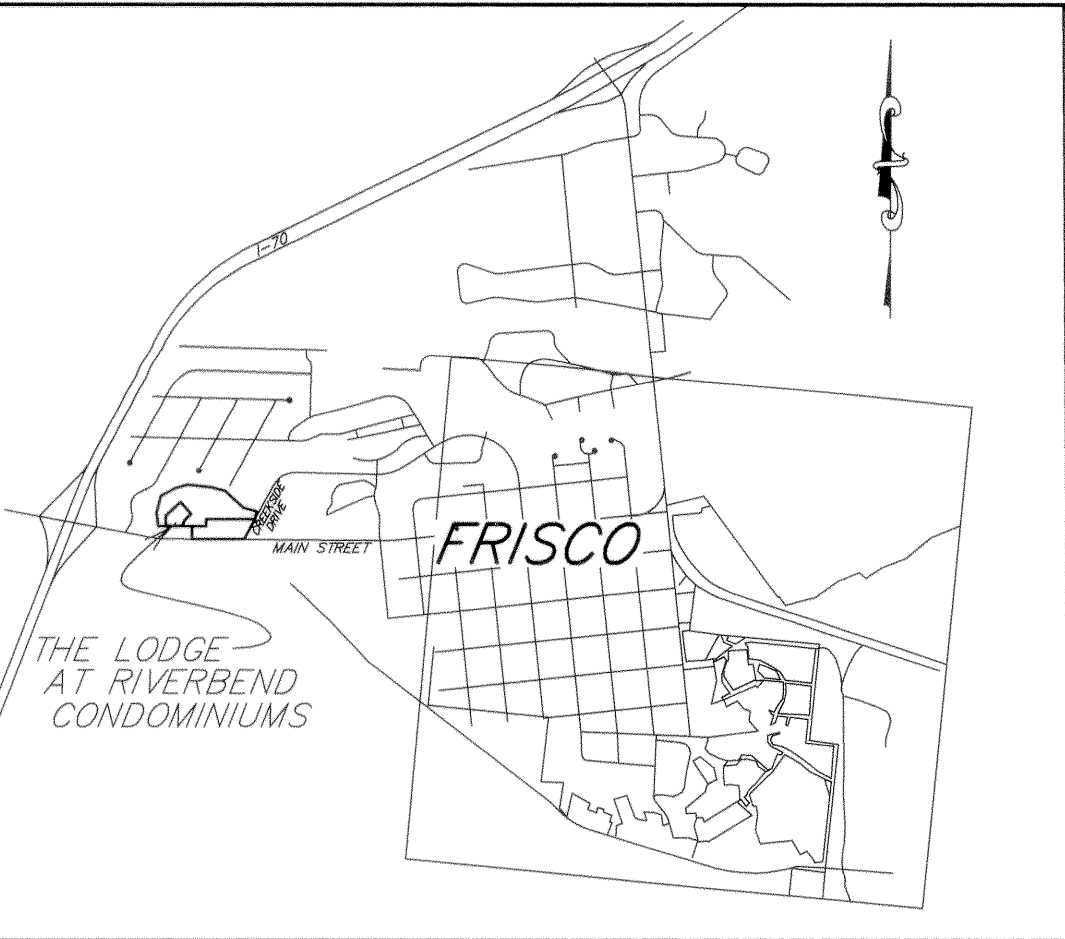 I-70
CREEKSIDE
DRIVE
MAIN STREET
FRISCO
THE LODGE
AT RIVERBEND
CONDOMINIUMS